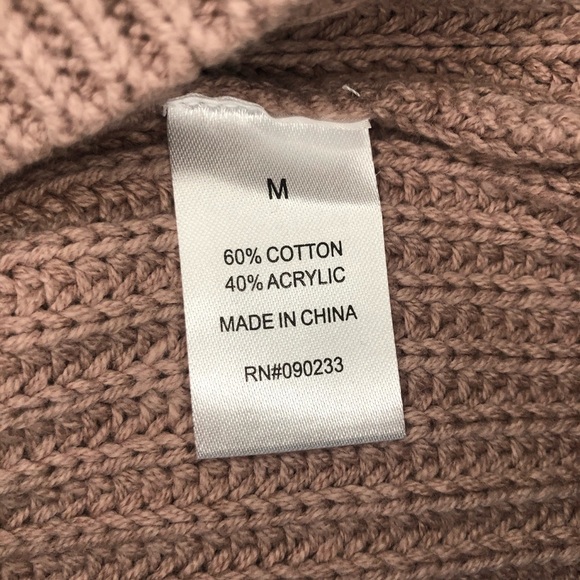 M
60% COTTON
40% ACRYLIC
MADE IN CHINA
RN#090233